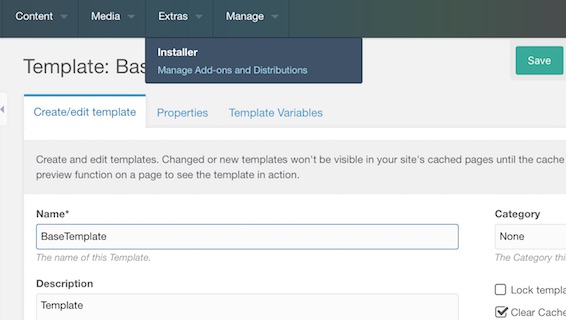 Content Media Extras Manage
Installer
Manage Add-ons and Distributions
Template: Bas
Save
Create/edit template Properties Template Variables
Create and edit templates. Changed or new templates won't be visible in your site's cached pages until the cache
preview function on a page to see the template in action.
Name* Category
BaseTemplate None
The name of this Template. The Category thi
Description Lock templa
Template Clear Cache